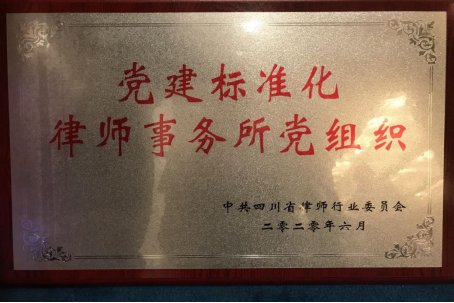 党建标准化
律师事务所党组织
中共四川省律师行业委员会
二零二零年六月